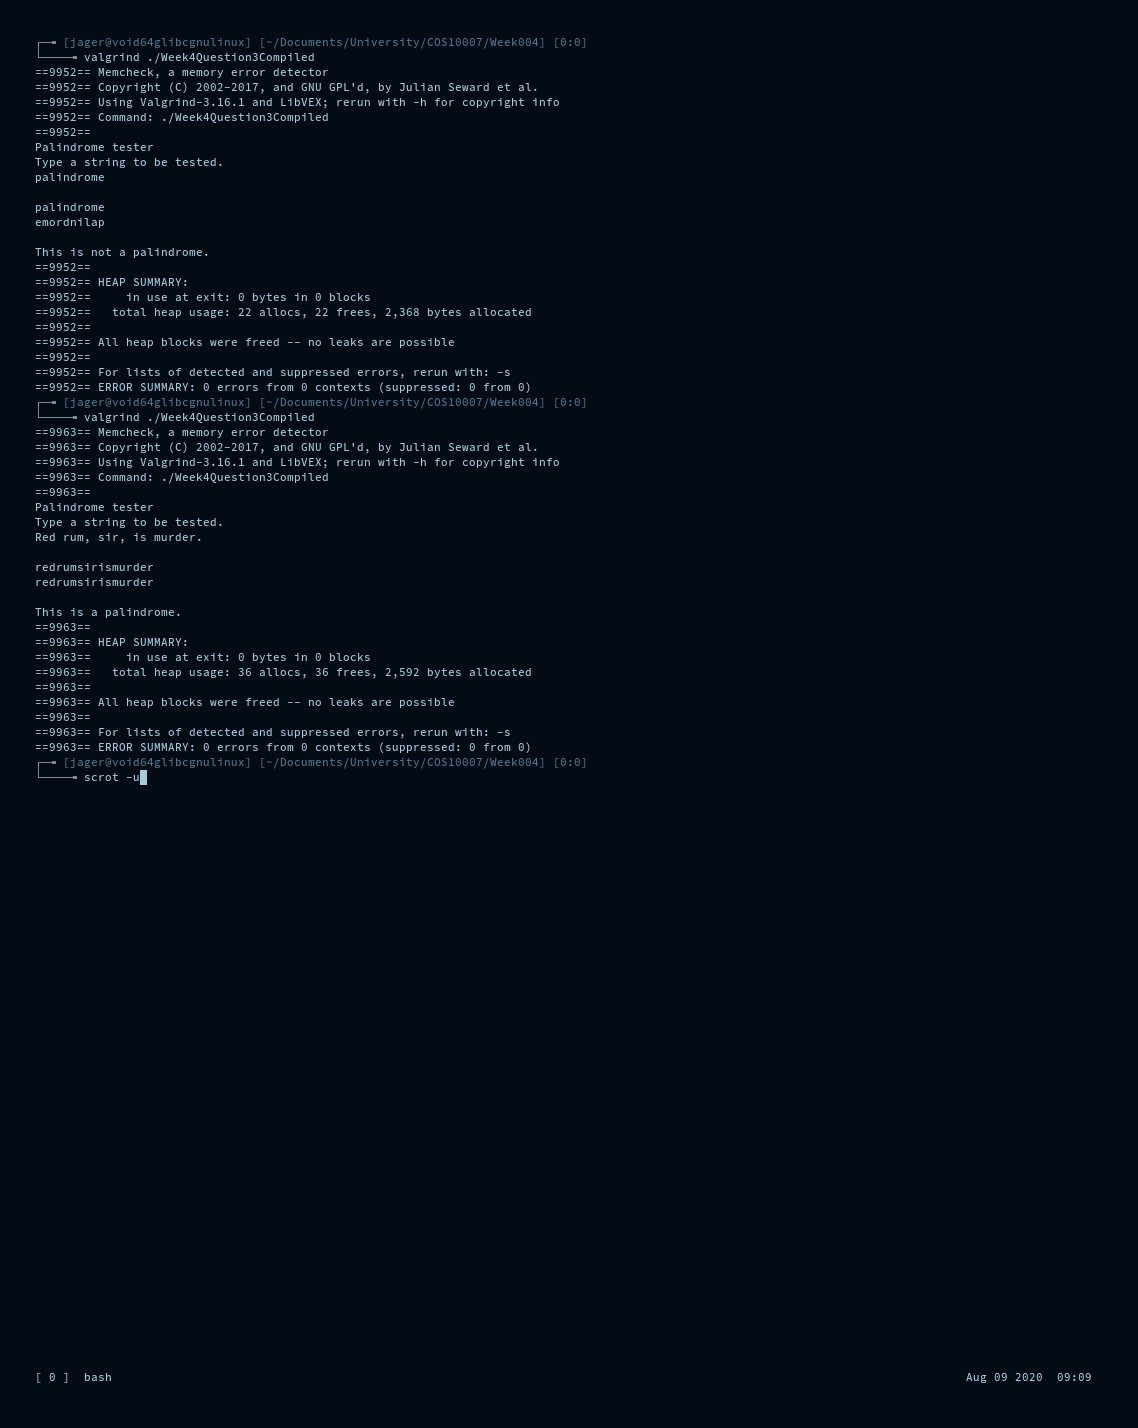 ┌─╼ [jager@void64glibcgnulinux] [~/Documents/University/COS10007/Week004] [0:0]
└────╼ valgrind ./Week4Question3Compiled
==9952== Memcheck, a memory error detector
==9952== Copyright (C) 2002-2017, and GNU GPL'd, by Julian Seward et al.
==9952== Using Valgrind-3.16.1 and LibVEX; rerun with -h for copyright info
==9952== Command: ./Week4Question3Compiled
==9952==
Palindrome tester
Type a string to be tested.
palindrome

palindrome
emordnilap

This is not a palindrome.
==9952==
==9952== HEAP SUMMARY:
==9952==     in use at exit: 0 bytes in 0 blocks
==9952==   total heap usage: 22 allocs, 22 frees, 2,368 bytes allocated
==9952==
==9952== All heap blocks were freed -- no leaks are possible
==9952==
==9952== For lists of detected and suppressed errors, rerun with: -s
==9952== ERROR SUMMARY: 0 errors from 0 contexts (suppressed: 0 from 0)
┌─╼ [jager@void64glibcgnulinux] [~/Documents/University/COS10007/Week004] [0:0]
└────╼ valgrind ./Week4Question3Compiled
==9963== Memcheck, a memory error detector
==9963== Copyright (C) 2002-2017, and GNU GPL'd, by Julian Seward et al.
==9963== Using Valgrind-3.16.1 and LibVEX; rerun with -h for copyright info
==9963== Command: ./Week4Question3Compiled
==9963==
Palindrome tester
Type a string to be tested.
Red rum, sir, is murder.

redrumsirismurder
redrumsirismurder

This is a palindrome.
==9963==
==9963== HEAP SUMMARY:
==9963==     in use at exit: 0 bytes in 0 blocks
==9963==   total heap usage: 36 allocs, 36 frees, 2,592 bytes allocated
==9963==
==9963== All heap blocks were freed -- no leaks are possible
==9963==
==9963== For lists of detected and suppressed errors, rerun with: -s
==9963== ERROR SUMMARY: 0 errors from 0 contexts (suppressed: 0 from 0)
┌─╼ [jager@void64glibcgnulinux] [~/Documents/University/COS10007/Week004] [0:0]
└────╼ scrot -u
[ 0 ]  bash  Aug 09 2020  09:09